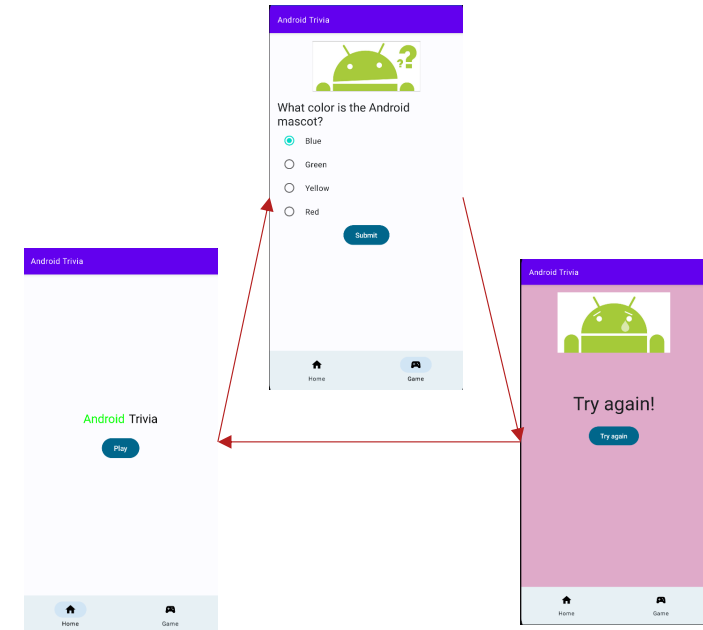 Android Trivia
What color is the Android
mascot?
Blue
Green
Yellow
Red
Submit
Home Game
Android Trivia
Android Trivia
Play
Home Game
Android Trivia
Try again!
Try again
Home Game